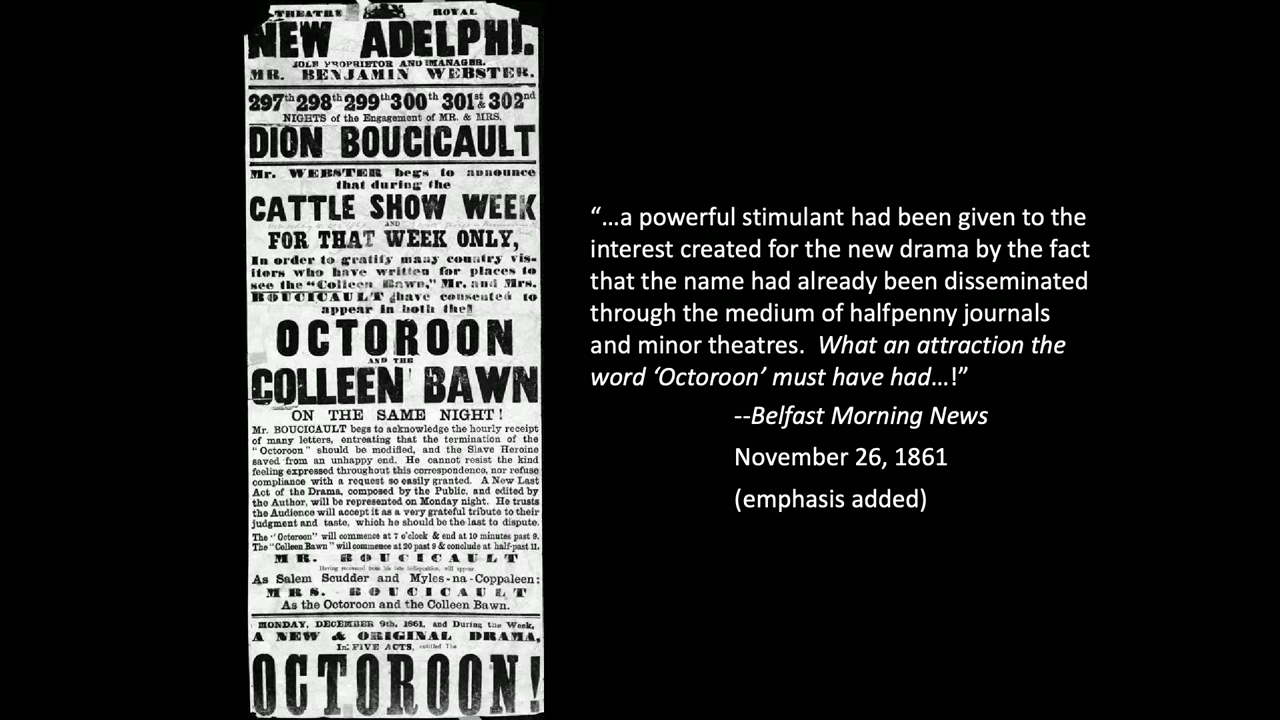 THEATRE ROYAL
NEW ADELPHI.
SOLE PROPRIETOR AND MANAGER.
MR. BENJAMIN WEBSTER.
297th 298th 299th 300th 301st & 302nd
NIGHTS of the Engagement of MR. & MRS.
DION BOUCICAULT
Mr. WEBSTER begs to announce
that during the
CATTLE SHOW WEEK
AND
FOR THAT WEEK ONLY,
In order to gratify many country vis-
itors who have written for places to
see the "Colleen Bawn," Mr. and Mrs.
BOUCICAULT have consented to
appear in both the
OCTOROON
AND THE
COLLEEN BAWN
ON THE SAME NIGHT!
Mr. BOUCICAULT begs to acknowledge the hourly receipt
of many letters, entreating that the termination of the
"Octoroon" should be modified, and the Slave Heroine
saved from an unhappy end. He cannot resist the kind
feeling expressed throughout this correspondence, nor refuse
compliance with a request so easily granted. A New Last
Act of the Drama, composed by the Public, and edited by
the Author, will be represented on Monday night. He trusts
the Audience will accept it as a very grateful tribute to their
judgment and taste, which he should be the last to dispute.
The "Octoroon" will commence at 7 o'clock & end at 10 minutes past 9.
The "Colleen Bawn" will commence at 20 past 9 & conclude at half-past 11.
MR. BOUCICAULT
Having recovered from his late indisposition, will appear
As Salem Scudder and Myles-na-Coppaleen;
MRS. BOUCICAULT
As the Octoroon and the Colleen Bawn.
MONDAY, DECEMBER 9th, 1861, and During the Week,
A NEW & ORIGINAL DRAMA,
In FIVE ACTS, entitled The
OCTOROON!
“…a powerful stimulant had been given to the
interest created for the new drama by the fact
that the name had already been disseminated
through the medium of halfpenny journals
and minor theatres. What an attraction the
word ‘Octoroon’ must have had…!”
--Belfast Morning News
November 26, 1861
(emphasis added)